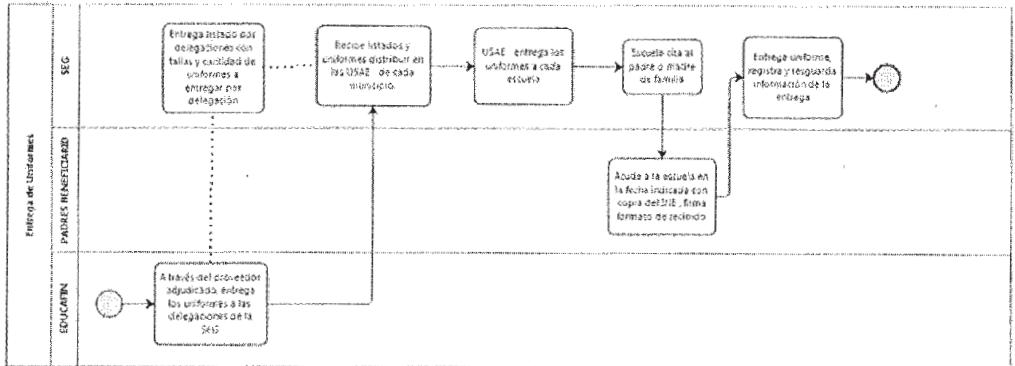 Entrega de Uniformes
SEG
PADRES BENEFICIARIO
EDUCAFIN
Entrega listado por
delegaciones con
tallas y cantidad de
uniformes a
entregar por
delegación
Recibe listados y
uniformes distribuir en
las USAE de cada
municipio
USAE entrega los
uniformes a cada
escuela
Escuela cita al
padre o madre
de familia
Entrega uniforme,
registra y resguarda
información de la
entrega
Acude a la escuela en
la fecha indicada con
copia del INE, firma
formato de recibido
A través del proveedor
adjudicado, entrega
los uniformes a las
delegaciones de la
SEG